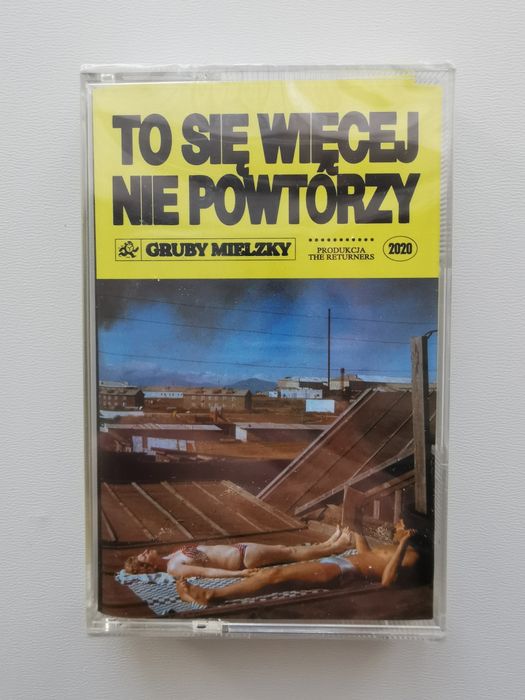 TO SIĘ WIĘCEJ
NIE POWTÓRZY
GRUBY MIELZKY
PRODUKCJA
THE RETURNERS
2020